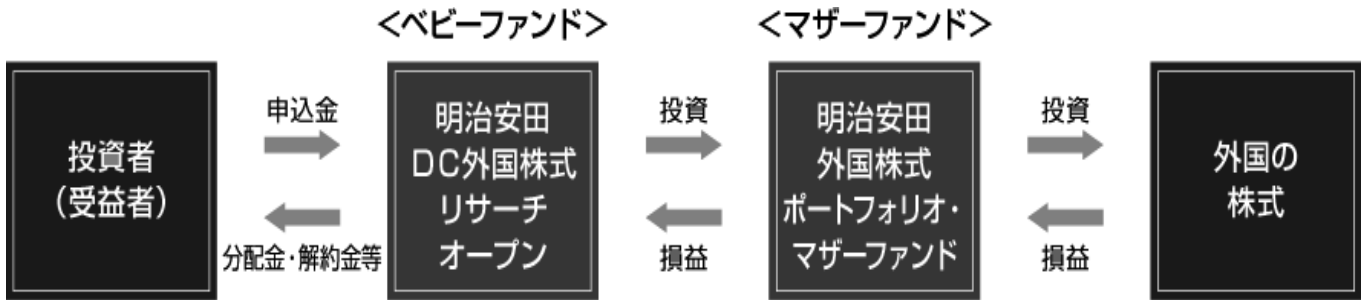 <ベビーファンド>
<マザーファンド>
投資者
(受益者)
申込金
分配金・解約金等
明治安田
DC外国株式
リサーチ
オープン
投資
損益
明治安田
外国株式
ポートフォリオ・
マザーファンド
投資
損益
外国の
株式